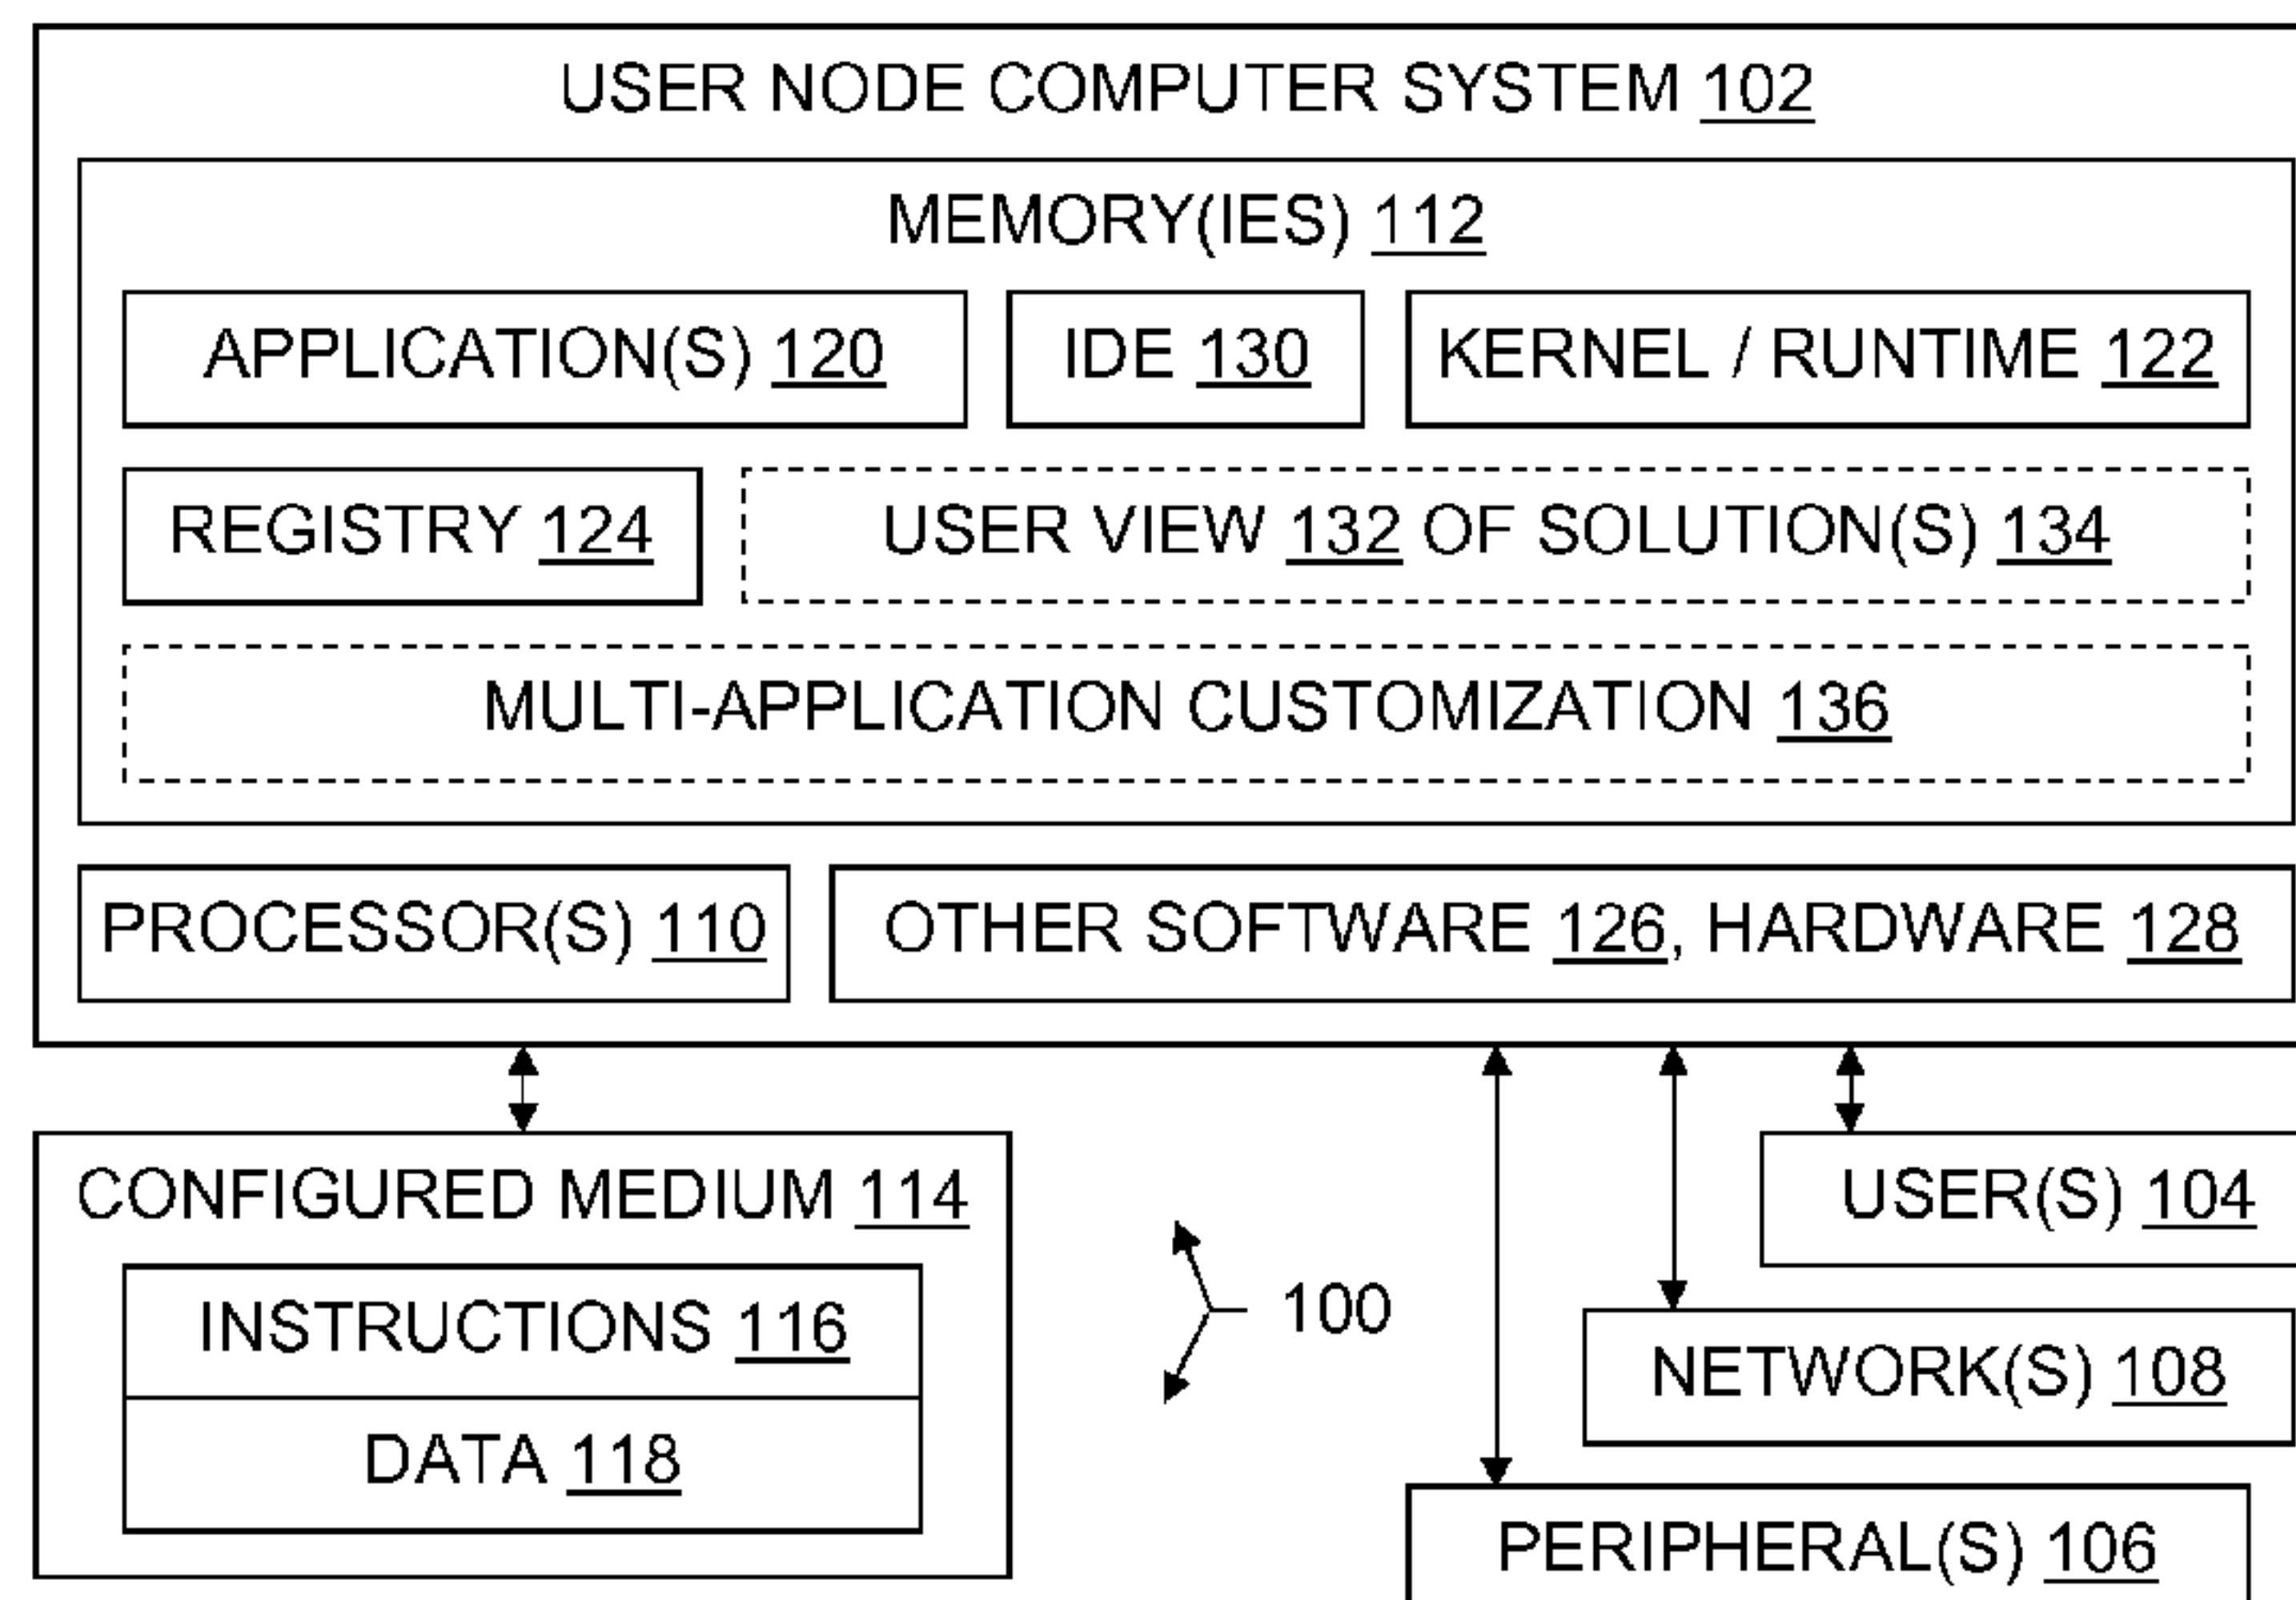 USER NODE COMPUTER SYSTEM 102
MEMORY(IES) 112
APPLICATION(S) 120
IDE 130
KERNEL / RUNTIME 122
REGISTRY 124
USER VIEW 132 OF SOLUTION(S) 134
MULTI-APPLICATION CUSTOMIZATION 136
PROCESSOR(S) 110
OTHER SOFTWARE 126, HARDWARE 128
CONFIGURED MEDIUM 114
INSTRUCTIONS 116
DATA 118
100
USER(S) 104
NETWORK(S) 108
PERIPHERAL(S) 106